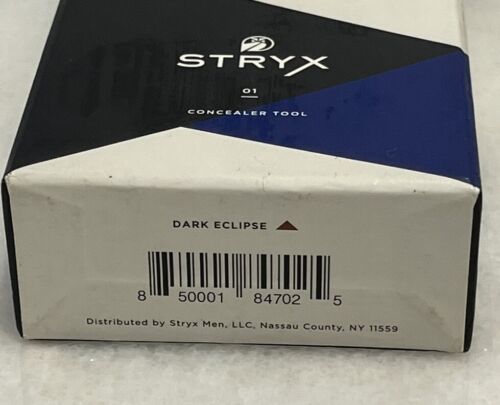 STRYX
01
CONCEALER TOOL
DARK ECLIPSE
8 50001 84702 5
Distributed by Stryx Men, LLC, Nassau County, NY 11559